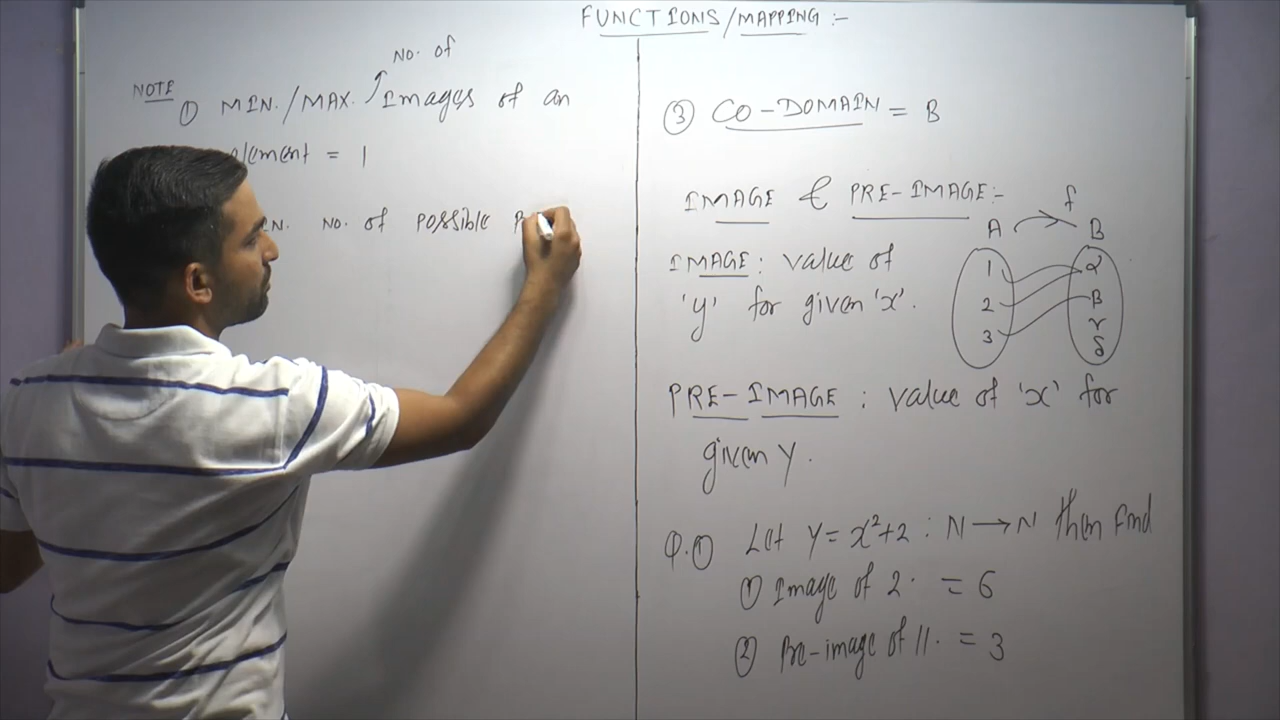 FUNCTIONS/MAPPING :-
No. of
NOTE ① MIN./MAX. images of an
element = 1
IN. No. of possible
③ CO-DOMAIN = B
IMAGE & PRE-IMAGE:-
f
A B
IMAGE : value of
'y' for given 'x'.
1 α
2 β
3 γ
δ
PRE-IMAGE : value of 'x' for
given y.
Q.① Let y = x²+2 : N → N then find
① Image of 2. = 6
② Pre-image of 11. = 3